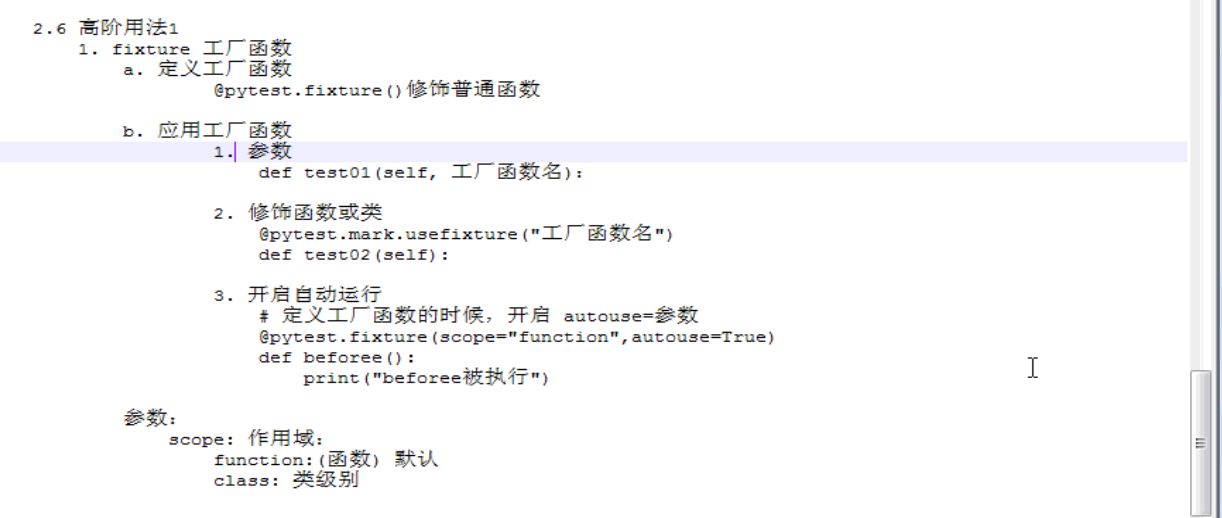 2.6 高阶用法1
1. fixture 工厂函数
a. 定义工厂函数
@pytest.fixture()修饰普通函数
b. 应用工厂函数
1. 参数
def test01(self, 工厂函数名):
2. 修饰函数或类
@pytest.mark.usefixture("工厂函数名")
def test02(self):
3. 开启自动运行
# 定义工厂函数的时候，开启 autouse=参数
@pytest.fixture(scope="function",autouse=True)
def beforee():
print("beforee被执行")
参数：
scope: 作用域：
function:(函数) 默认
class: 类级别